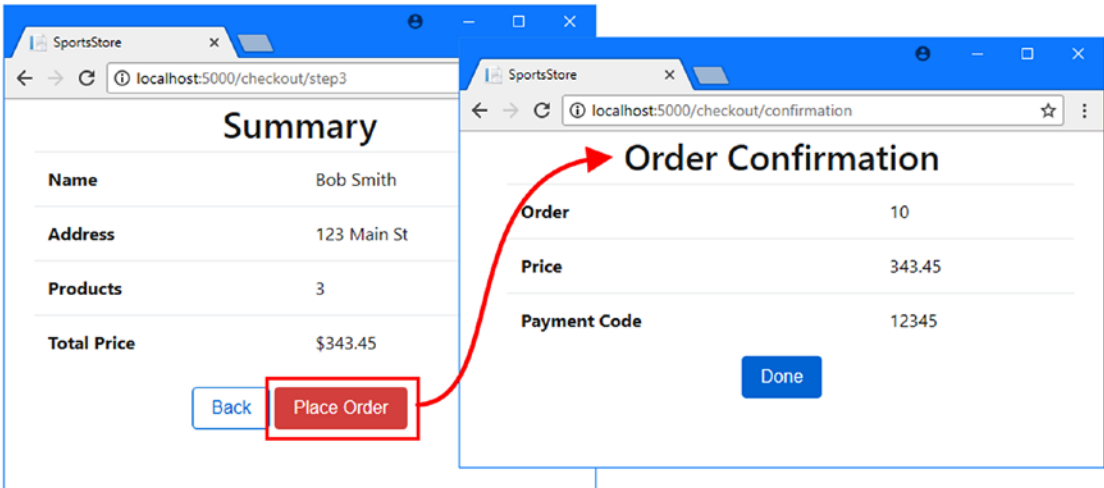 SportsStore
localhost:5000/checkout/step3
Summary
Name Bob Smith
Address 123 Main St
Products 3
Total Price $343.45
Back Place Order
SportsStore
localhost:5000/checkout/confirmation
Order Confirmation
Order 10
Price 343.45
Payment Code 12345
Done